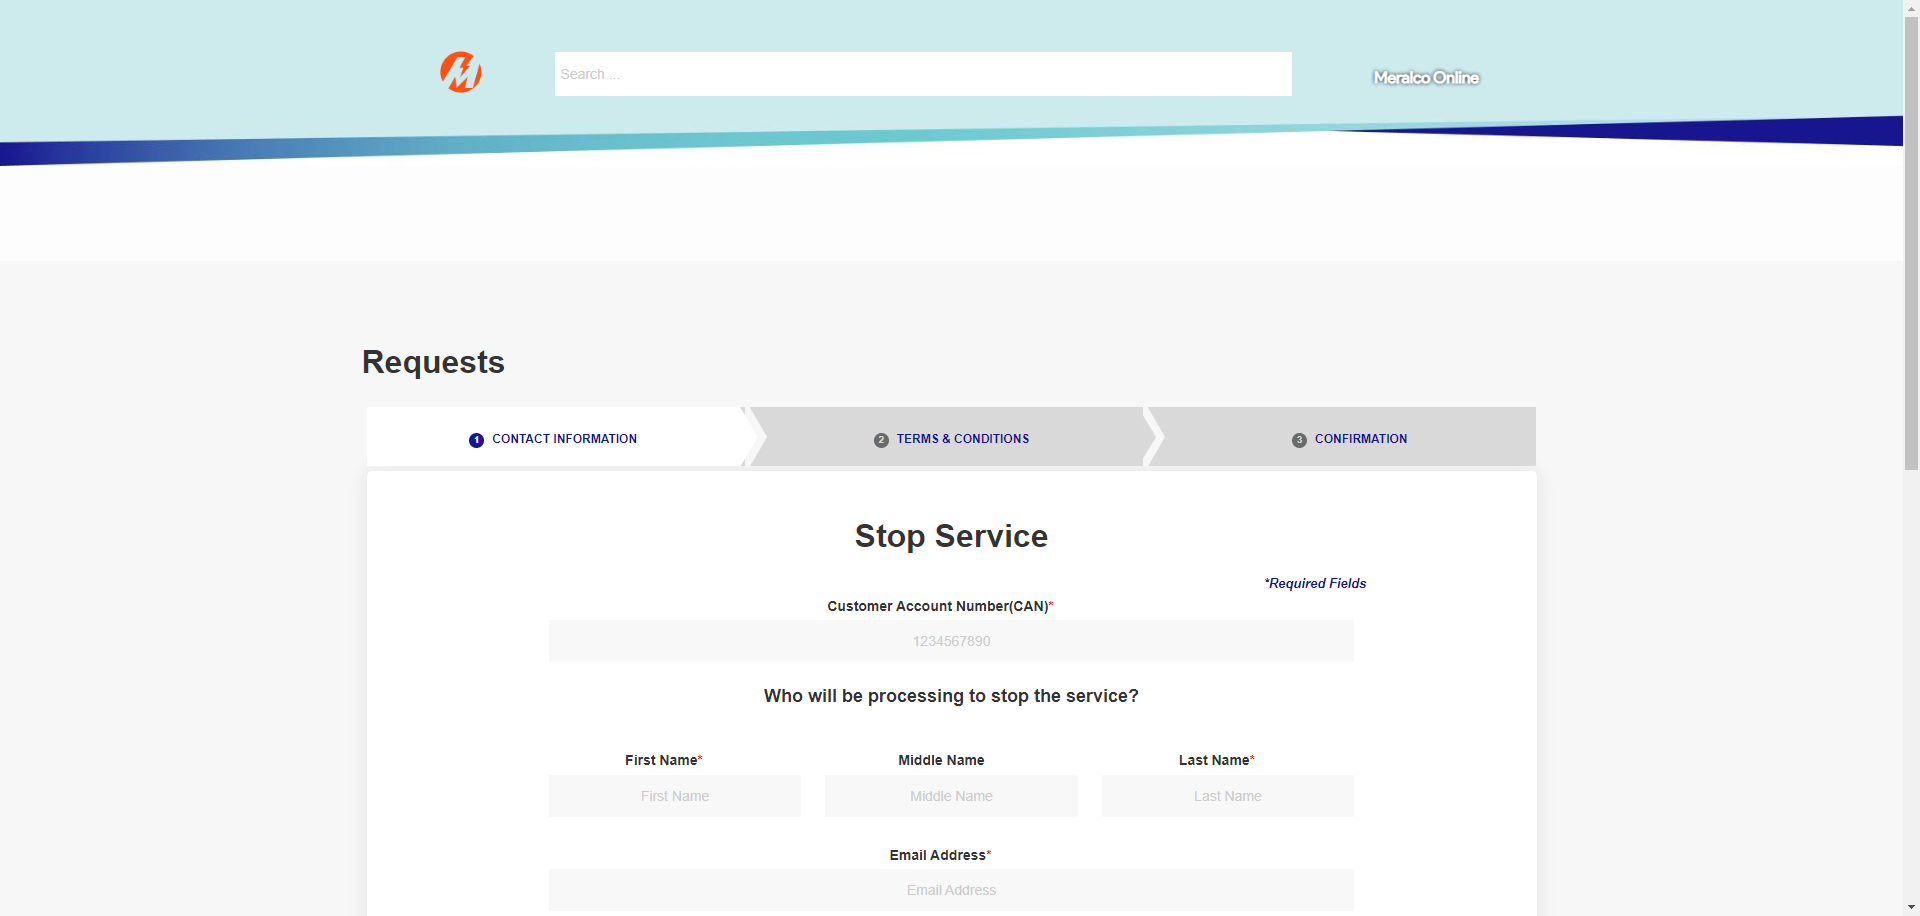 Search ...
Meralco Online
Requests
1 CONTACT INFORMATION
2 TERMS & CONDITIONS
3 CONFIRMATION
Stop Service
*Required Fields
Customer Account Number(CAN)*
1234567890
Who will be processing to stop the service?
First Name* Middle Name Last Name*
First Name Middle Name Last Name
Email Address*
Email Address